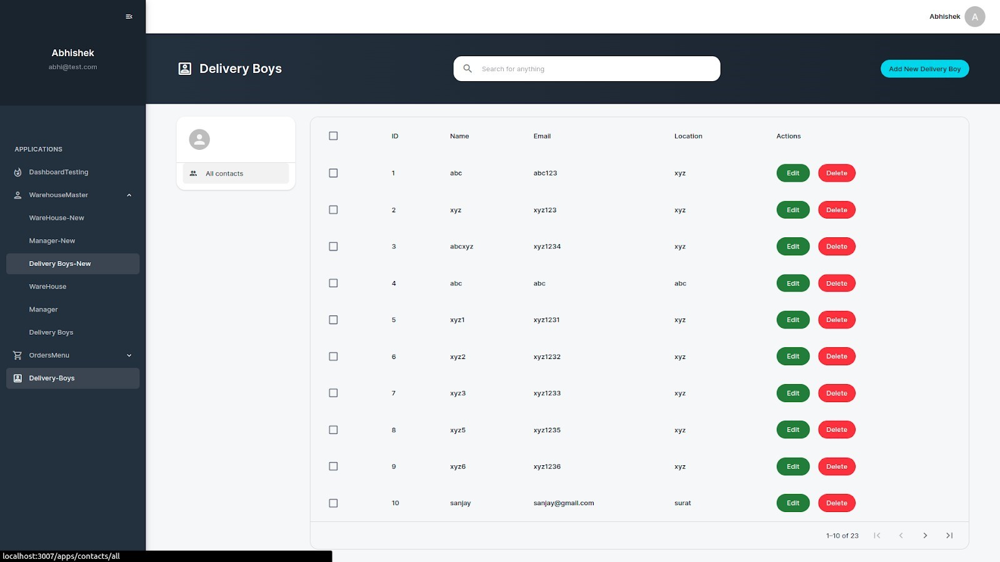 Abhishek
A
Abhishek
abhi@test.com
APPLICATIONS
DashboardTesting
WarehouseMaster
WareHouse-New
Manager-New
Delivery Boys-New
WareHouse
Manager
Delivery Boys
OrdersMenu
Delivery-Boys
Delivery Boys
Search for anything
Add New Delivery Boy
All contacts
ID Name Email Location Actions
1 abc abc123 xyz Edit Delete
2 xyz xyz123 xyz Edit Delete
3 abcxyz xyz1234 xyz Edit Delete
4 abc abc abc Edit Delete
5 xyz1 xyz1231 xyz Edit Delete
6 xyz2 xyz1232 xyz Edit Delete
7 xyz3 xyz1233 xyz Edit Delete
8 xyz5 xyz1235 xyz Edit Delete
9 xyz6 xyz1236 xyz Edit Delete
10 sanjay sanjay@gmail.com surat Edit Delete
1–10 of 23
localhost:3007/apps/contacts/all